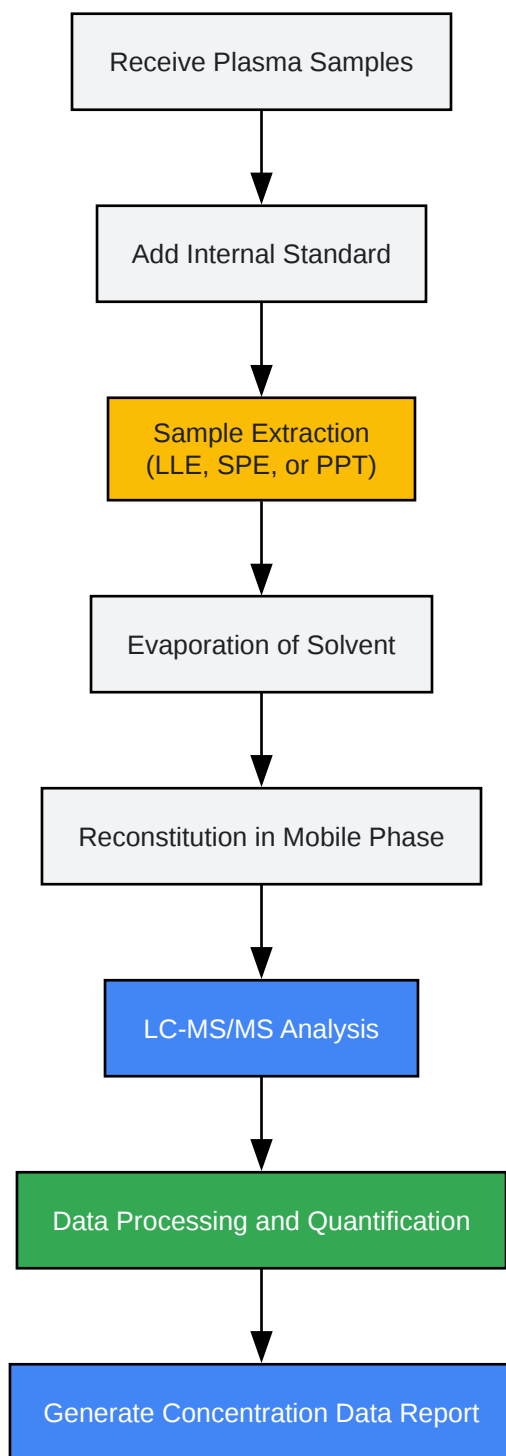 Receive Plasma Samples
Add Internal Standard
Sample Extraction
(LLE, SPE, or PPT)
Evaporation of Solvent
Reconstitution in Mobile Phase
LC-MS/MS Analysis
Data Processing and Quantification
Generate Concentration Data Report